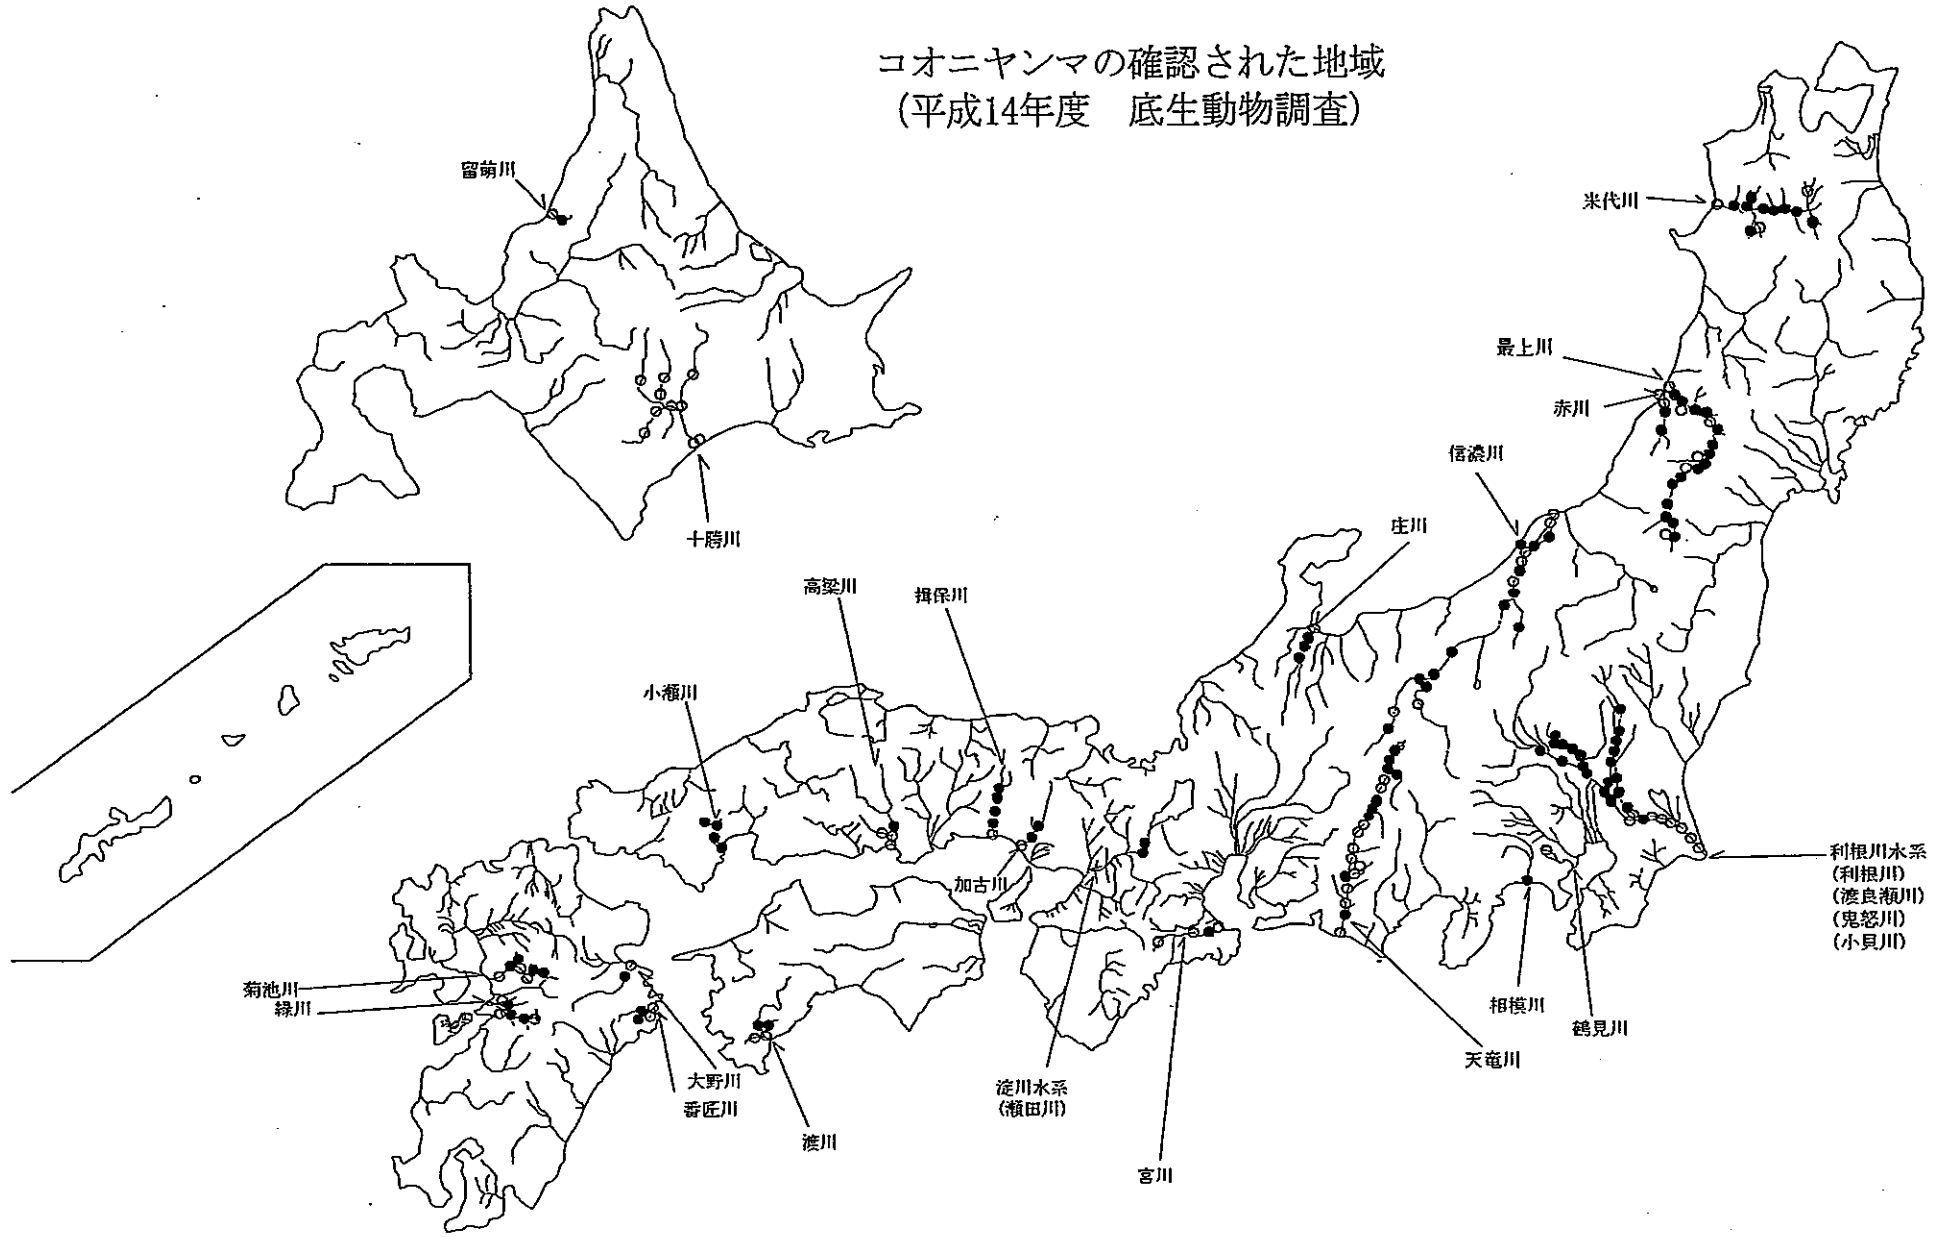 コオニヤンマの確認された地域
(平成14年度 底生動物調査)
留萌川
米代川
最上川
赤川
信濃川
庄川
十勝川
高梁川
揖保川
小瀬川
加古川
利根川水系
(利根川)
(渡良瀬川)
(鬼怒川)
(小貝川)
菊池川
緑川
相模川
鶴見川
天竜川
大野川
番匠川
淀川水系
(瀬田川)
渡川
宮川